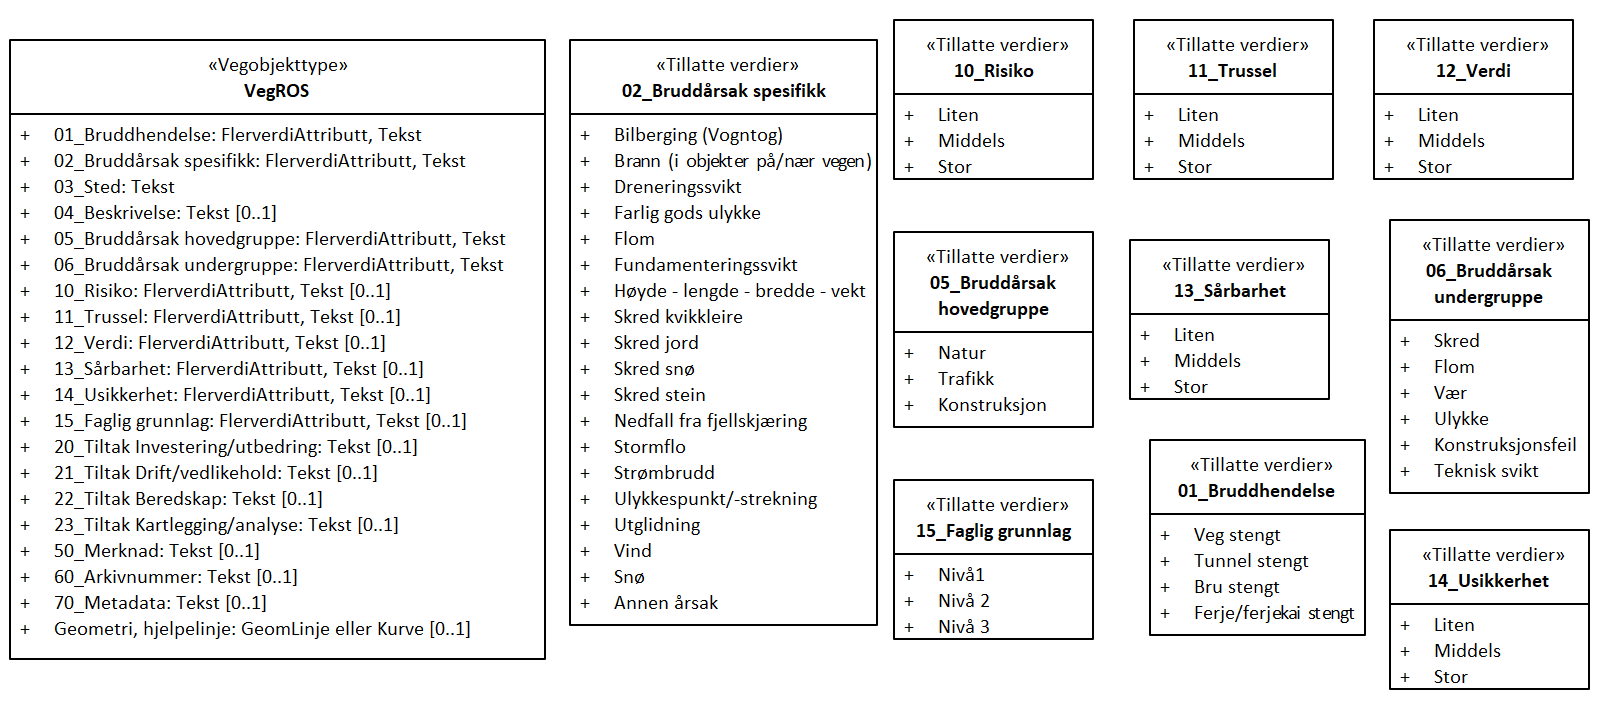 «Vegobjekttype»
VegROS
+ 01_Bruddhendelse: FlerverdiAttributt, Tekst
+ 02_Bruddårsak spesifikk: FlerverdiAttributt, Tekst
+ 03_Sted: Tekst
+ 04_Beskrivelse: Tekst [0..1]
+ 05_Bruddårsak hovedgruppe: FlerverdiAttributt, Tekst
+ 06_Bruddårsak undergruppe: FlerverdiAttributt, Tekst
+ 10_Risiko: FlerverdiAttributt, Tekst [0..1]
+ 11_Trussel: FlerverdiAttributt, Tekst [0..1]
+ 12_Verdi: FlerverdiAttributt, Tekst [0..1]
+ 13_Sårbarhet: FlerverdiAttributt, Tekst [0..1]
+ 14_Usikkerhet: FlerverdiAttributt, Tekst [0..1]
+ 15_Faglig grunnlag: FlerverdiAttributt, Tekst [0..1]
+ 20_Tiltak Investering/utbedring: Tekst [0..1]
+ 21_Tiltak Drift/vedlikehold: Tekst [0..1]
+ 22_Tiltak Beredskap: Tekst [0..1]
+ 23_Tiltak Kartlegging/analyse: Tekst [0..1]
+ 50_Merknad: Tekst [0..1]
+ 60_Arkivnummer: Tekst [0..1]
+ 70_Metadata: Tekst [0..1]
+ Geometri, hjelpelinje: GeomLinje eller Kurve [0..1]
«Tillatte verdier»
02_Bruddårsak spesifikk
+ Bilberging (Vogntog)
+ Brann (i objekter på/nær vegen)
+ Dreneringssvikt
+ Farlig gods ulykke
+ Flom
+ Fundamenteringssvikt
+ Høyde - lengde - bredde - vekt
+ Skred kvikkleire
+ Skred jord
+ Skred snø
+ Skred stein
+ Nedfall fra fjellskjæring
+ Stormflo
+ Strømbrudd
+ Ulykkespunkt/-strekning
+ Utglidning
+ Vind
+ Snø
+ Annen årsak
«Tillatte verdier»
10_Risiko
+ Liten
+ Middels
+ Stor
«Tillatte verdier»
11_Trussel
+ Liten
+ Middels
+ Stor
«Tillatte verdier»
12_Verdi
+ Liten
+ Middels
+ Stor
«Tillatte verdier»
05_Bruddårsak
hovedgruppe
+ Natur
+ Trafikk
+ Konstruksjon
«Tillatte verdier»
13_Sårbarhet
+ Liten
+ Middels
+ Stor
«Tillatte verdier»
06_Bruddårsak
undergruppe
+ Skred
+ Flom
+ Vær
+ Ulykke
+ Konstruksjonsfeil
+ Teknisk svikt
«Tillatte verdier»
15_Faglig grunnlag
+ Nivå1
+ Nivå 2
+ Nivå 3
«Tillatte verdier»
01_Bruddhendelse
+ Veg stengt
+ Tunnel stengt
+ Bru stengt
+ Ferje/ferjekai stengt
«Tillatte verdier»
14_Usikkerhet
+ Liten
+ Middels
+ Stor